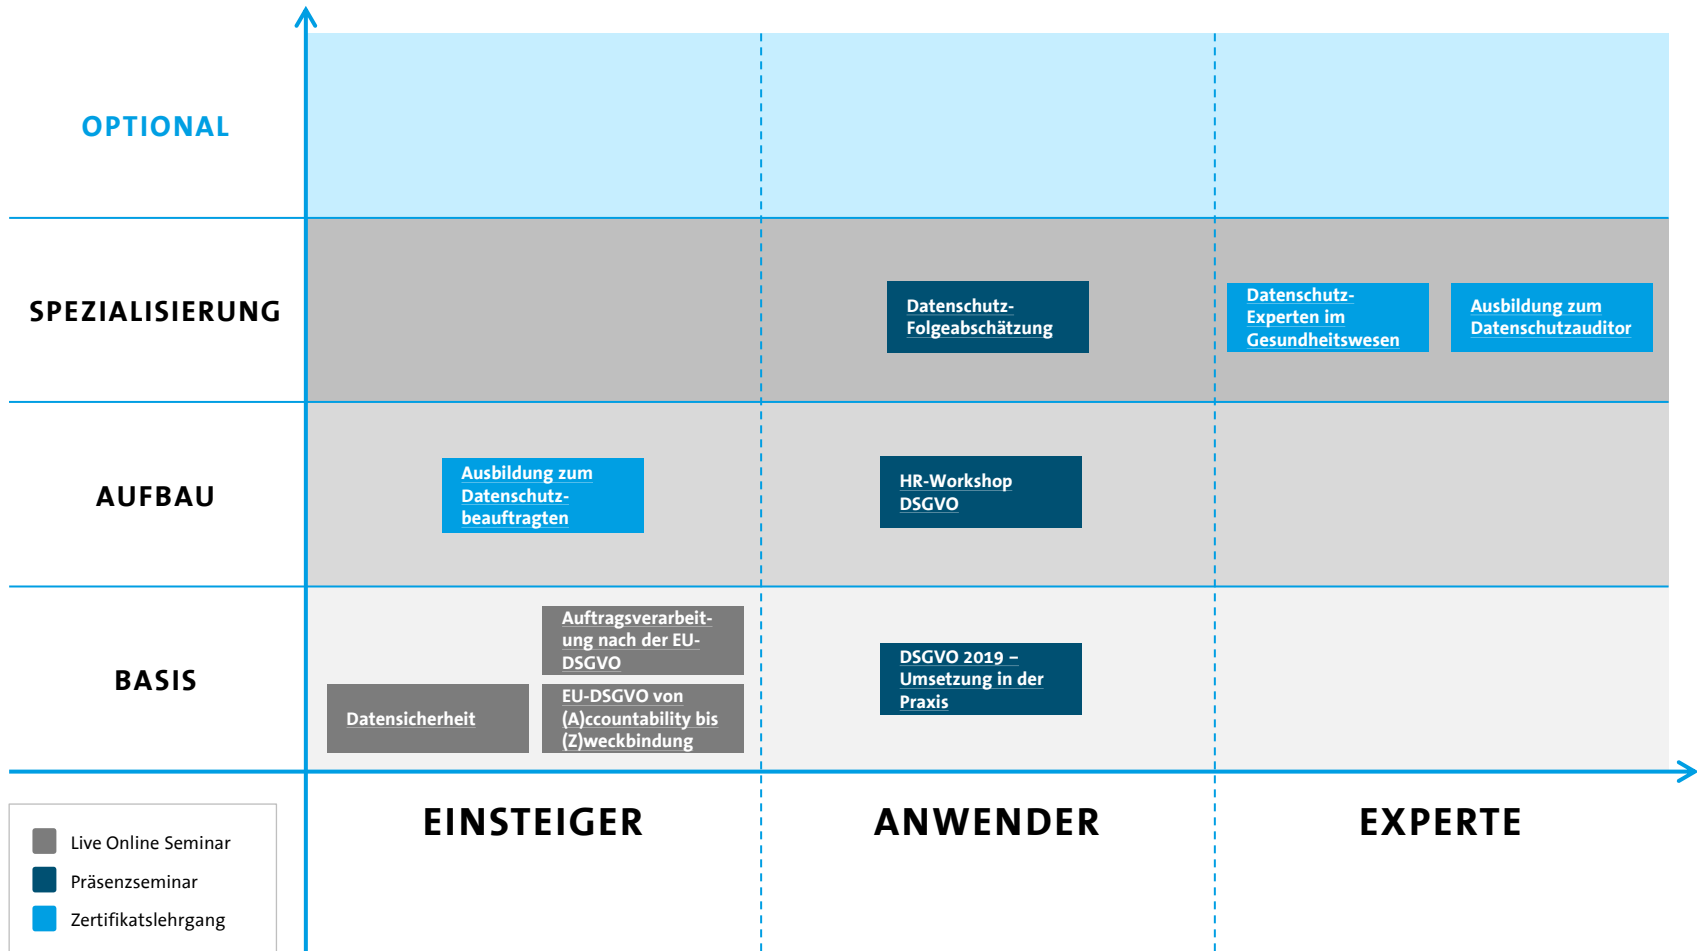 OPTIONAL
SPEZIALISIERUNG
Datenschutz-
Folgeabschätzung
Datenschutz-
Experten im
Gesundheitswesen
Ausbildung zum
Datenschutzauditor
AUFBAU
Ausbildung zum
Datenschutz-
beauftragten
HR-Workshop
DSGVO
BASIS
Auftragsverarbeit-
ung nach der EU-
DSGVO
Datensicherheit
EU-DSGVO von
(A)ccountability bis
(Z)weckbindung
DSGVO 2019 –
Umsetzung in der
Praxis
EINSTEIGER
ANWENDER
EXPERTE
Live Online Seminar
Präsenzseminar
Zertifikatslehrgang